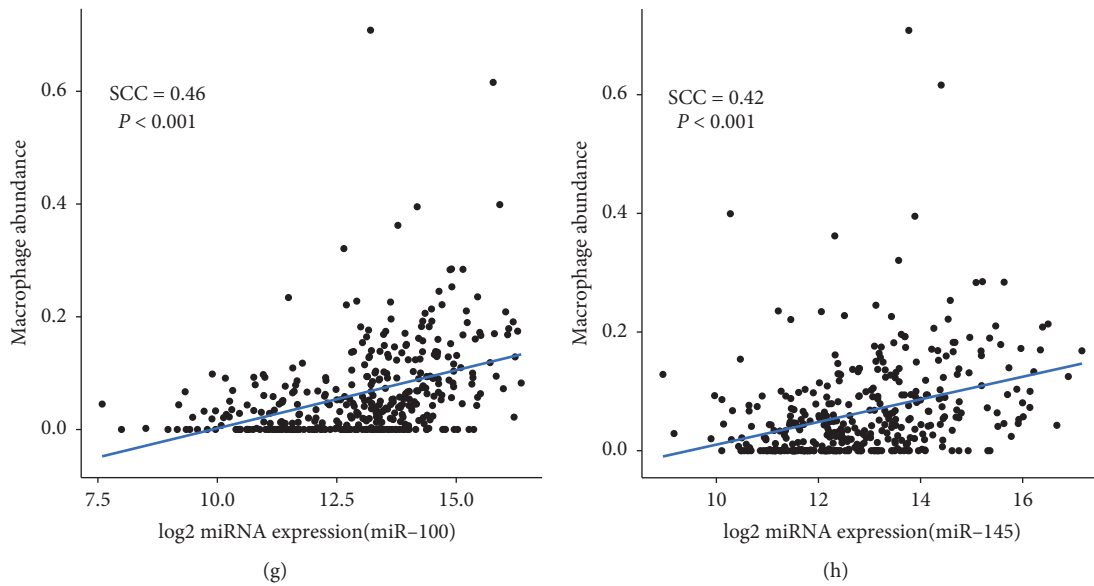 SCC = 0.46
P < 0.001
Macrophage abundance
0.6
0.4
0.2
0.0
7.5 10.0 12.5 15.0
log2 miRNA expression(miR–100)
(g)
SCC = 0.42
P < 0.001
Macrophage abundance
0.6
0.4
0.2
0.0
10 12 14 16
log2 miRNA expression(miR–145)
(h)